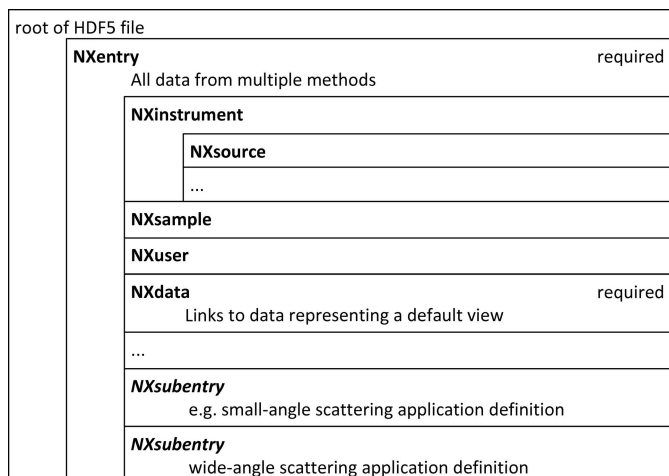 root of HDF5 file
NXentry required
All data from multiple methods
NXinstrument
NXsource
...
NXsample
NXuser
NXdata required
Links to data representing a default view
...
NXsubentry
e.g. small-angle scattering application definition
NXsubentry
wide-angle scattering application definition